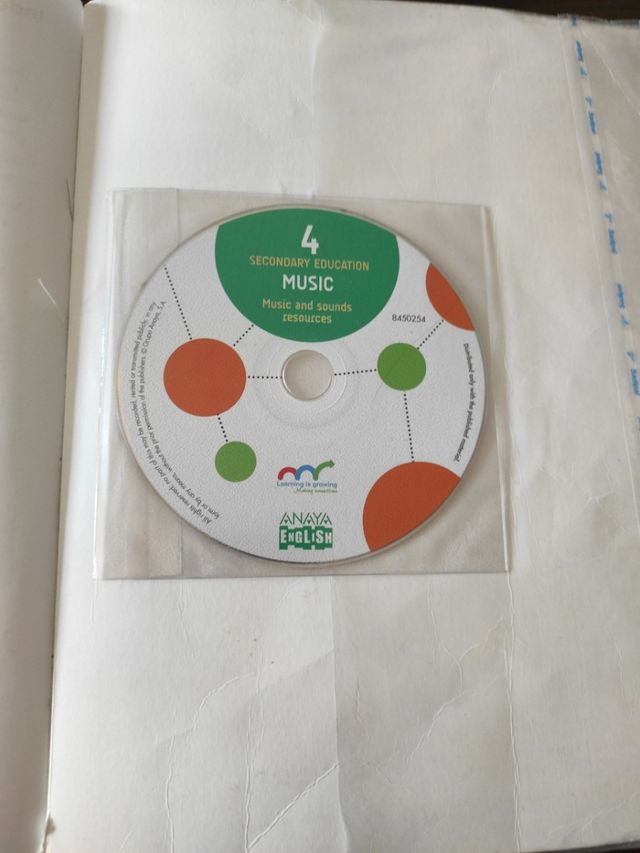 4
SECONDARY EDUCATION
MUSIC
Music and sounds
resources
8450254
Distributed only with the published material.
All rights reserved; no part of this may be recorded, rented or transmitted publicly, in any
form or by any means, without the prior permission of the publishers. © Grupo Anaya, S.A.
Learning is growing
Making connections
ANAYA
ENGLISH